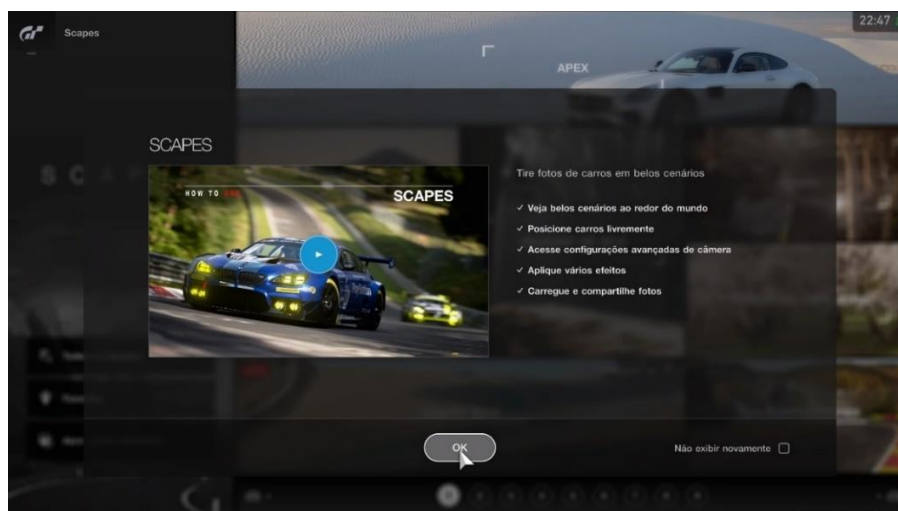 GT
Scapes
22:47
APEX
SCAPES
HOW TO USE
SCAPES
Tire fotos de carros em belos cenários
✓ Veja belos cenários ao redor do mundo
✓ Posicione carros livremente
✓ Acesse configurações avançadas de câmera
✓ Aplique vários efeitos
✓ Carregue e compartilhe fotos
OK
Não exibir novamente